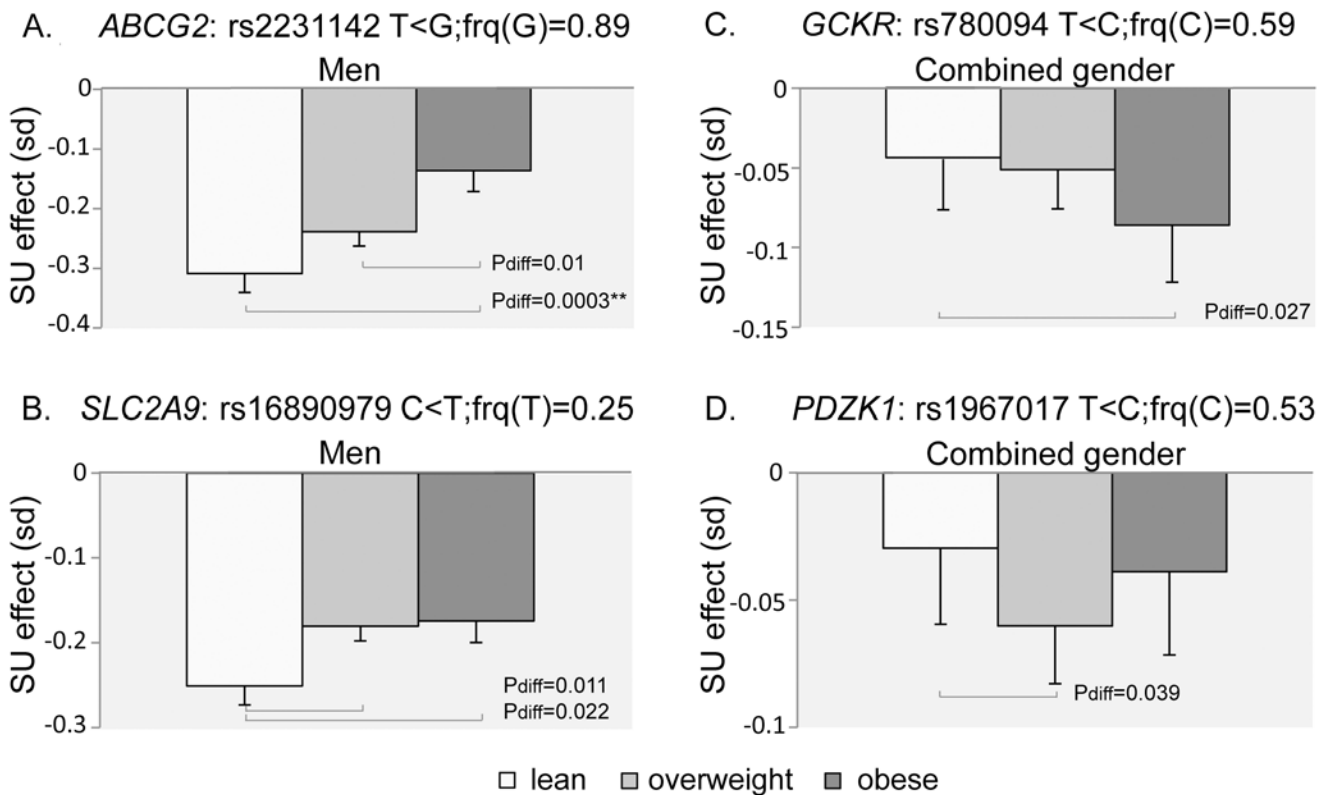 A. ABCG2: rs2231142 T<G;frq(G)=0.89
Men
SU effect (sd)
0
-0.1
-0.2
-0.3
-0.4
Pdiff=0.01
Pdiff=0.0003**
C. GCKR: rs780094 T<C;frq(C)=0.59
Combined gender
SU effect (sd)
0
-0.05
-0.1
-0.15
Pdiff=0.027
B. SLC2A9: rs16890979 C<T;frq(T)=0.25
Men
SU effect (sd)
0
-0.1
-0.2
-0.3
Pdiff=0.011
Pdiff=0.022
D. PDZK1: rs1967017 T<C;frq(C)=0.53
Combined gender
SU effect (sd)
0
-0.05
-0.1
Pdiff=0.039
lean overweight obese